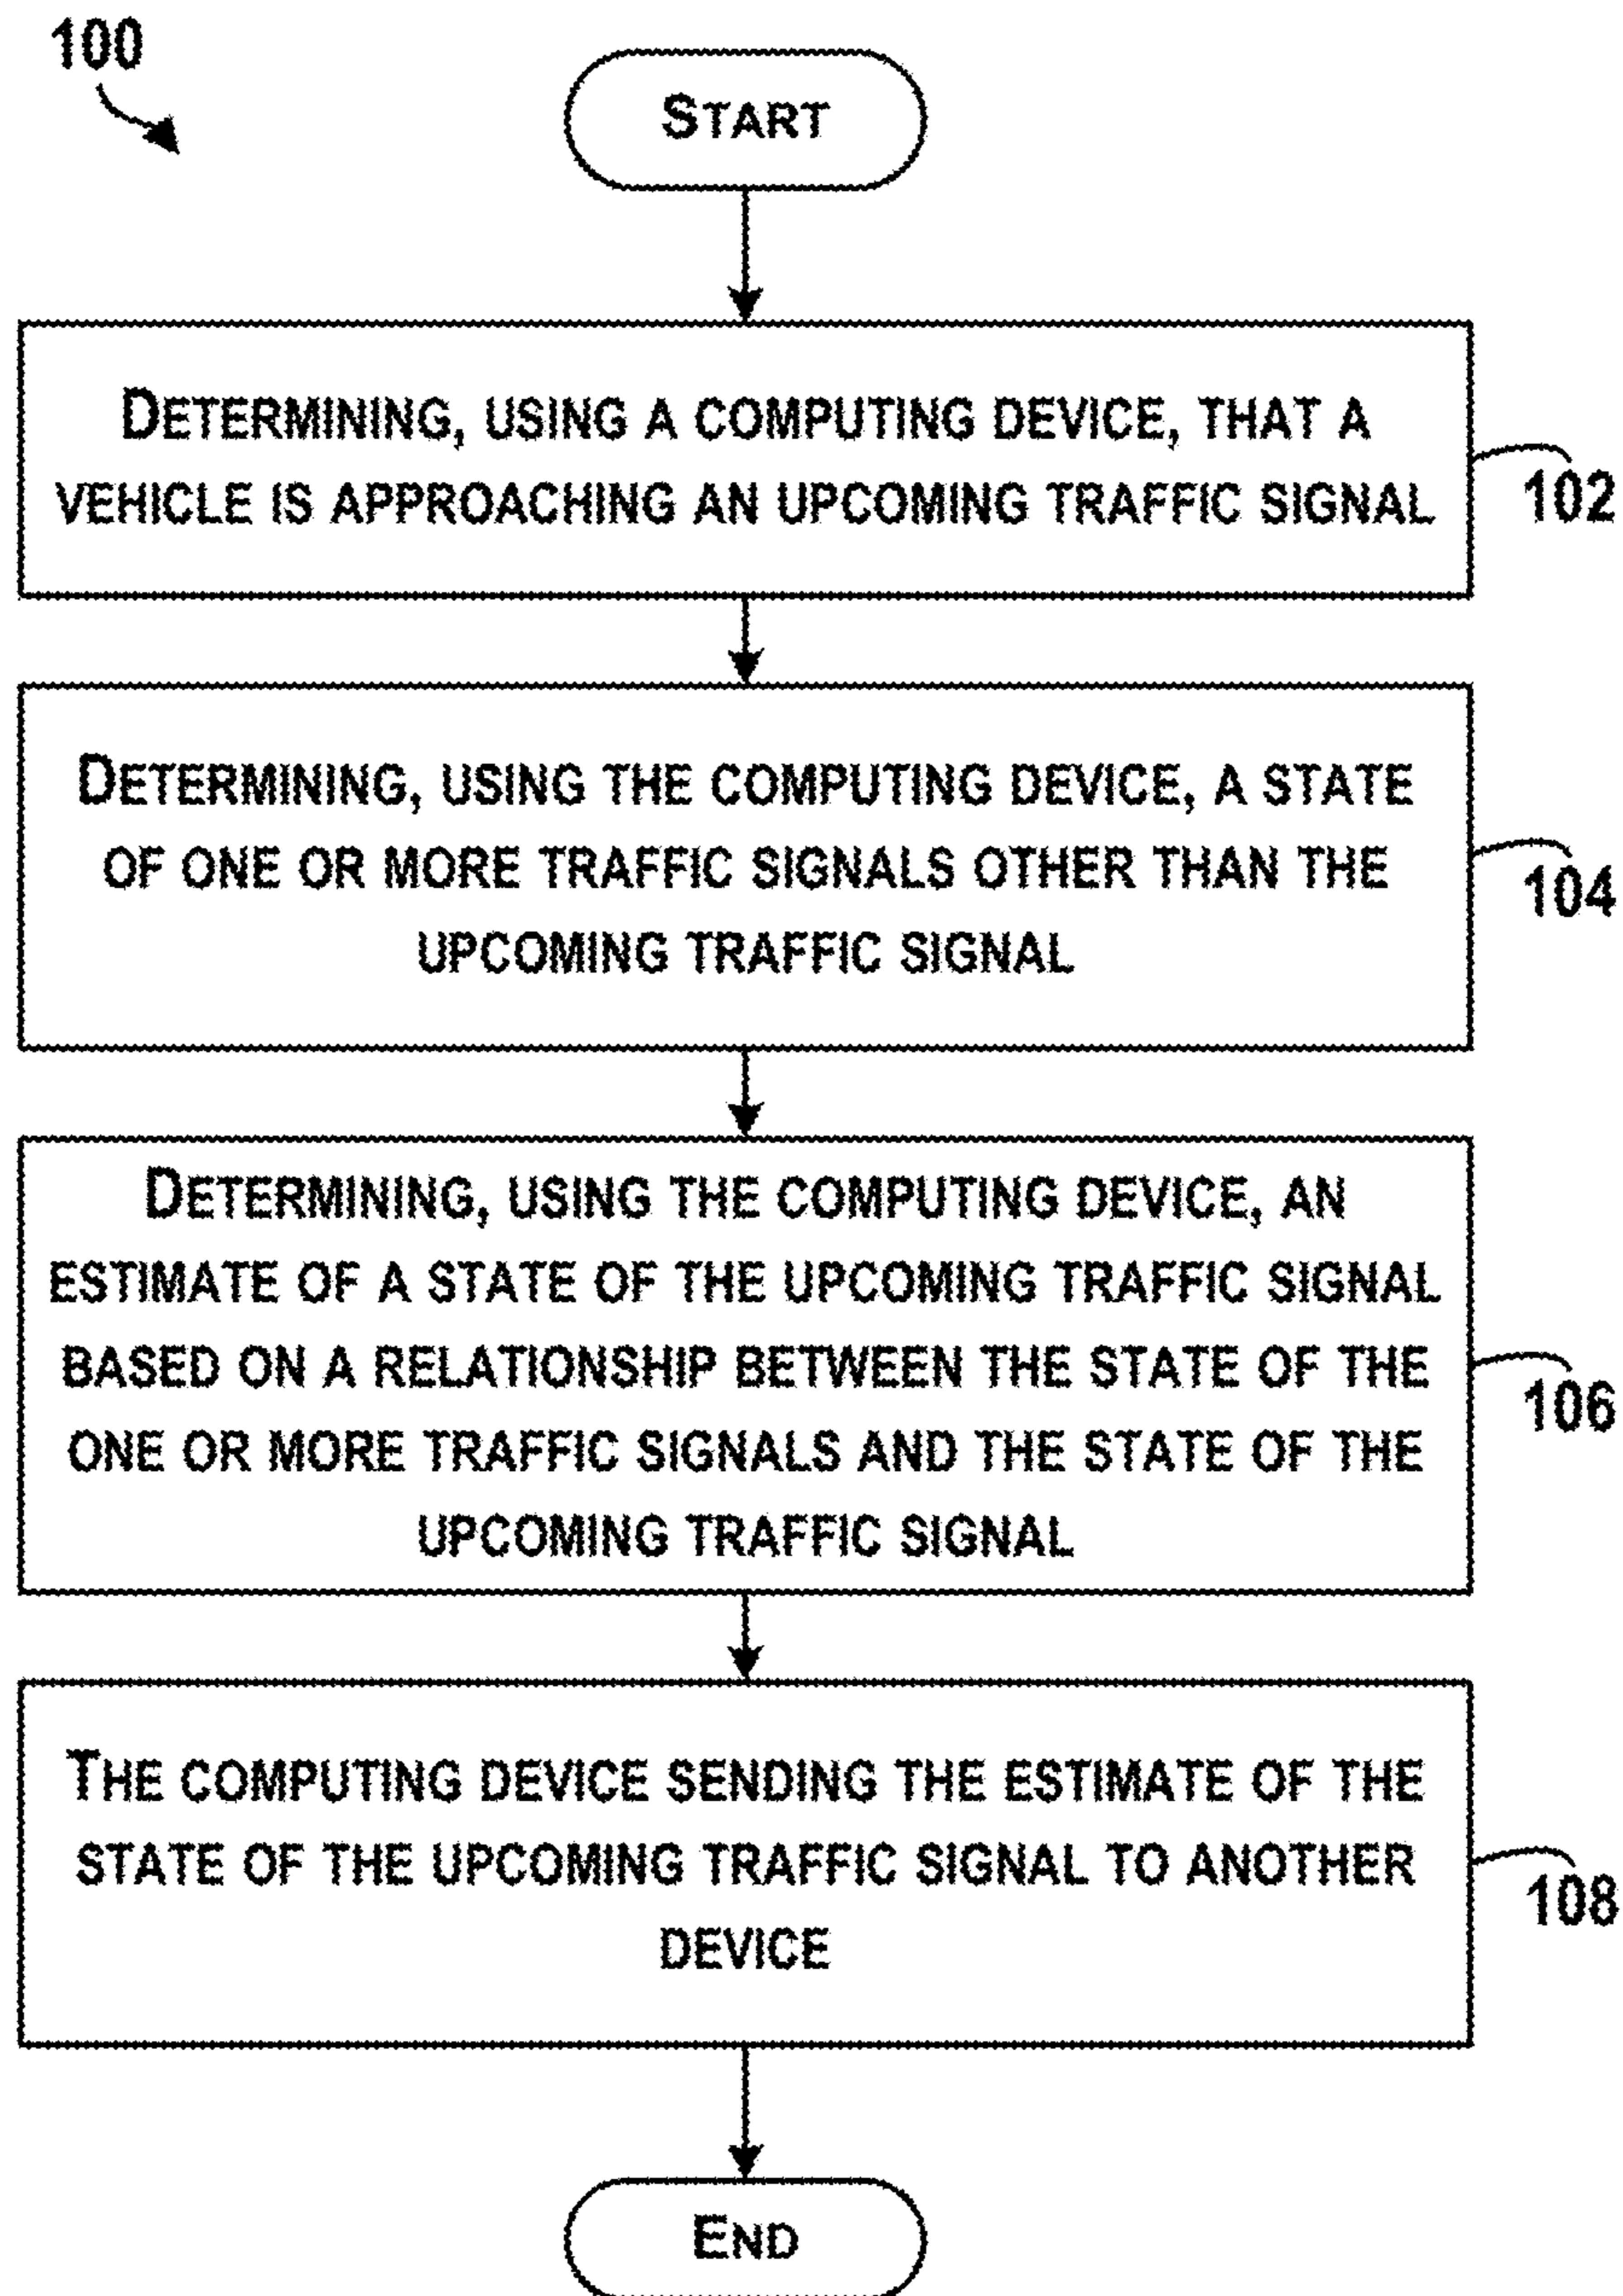 100
START
DETERMINING, USING A COMPUTING DEVICE, THAT A
VEHICLE IS APPROACHING AN UPCOMING TRAFFIC SIGNAL
102
DETERMINING, USING THE COMPUTING DEVICE, A STATE
OF ONE OR MORE TRAFFIC SIGNALS OTHER THAN THE
UPCOMING TRAFFIC SIGNAL
104
DETERMINING, USING THE COMPUTING DEVICE, AN
ESTIMATE OF A STATE OF THE UPCOMING TRAFFIC SIGNAL
BASED ON A RELATIONSHIP BETWEEN THE STATE OF THE
ONE OR MORE TRAFFIC SIGNALS AND THE STATE OF THE
UPCOMING TRAFFIC SIGNAL
106
THE COMPUTING DEVICE SENDING THE ESTIMATE OF THE
STATE OF THE UPCOMING TRAFFIC SIGNAL TO ANOTHER
DEVICE
108
END